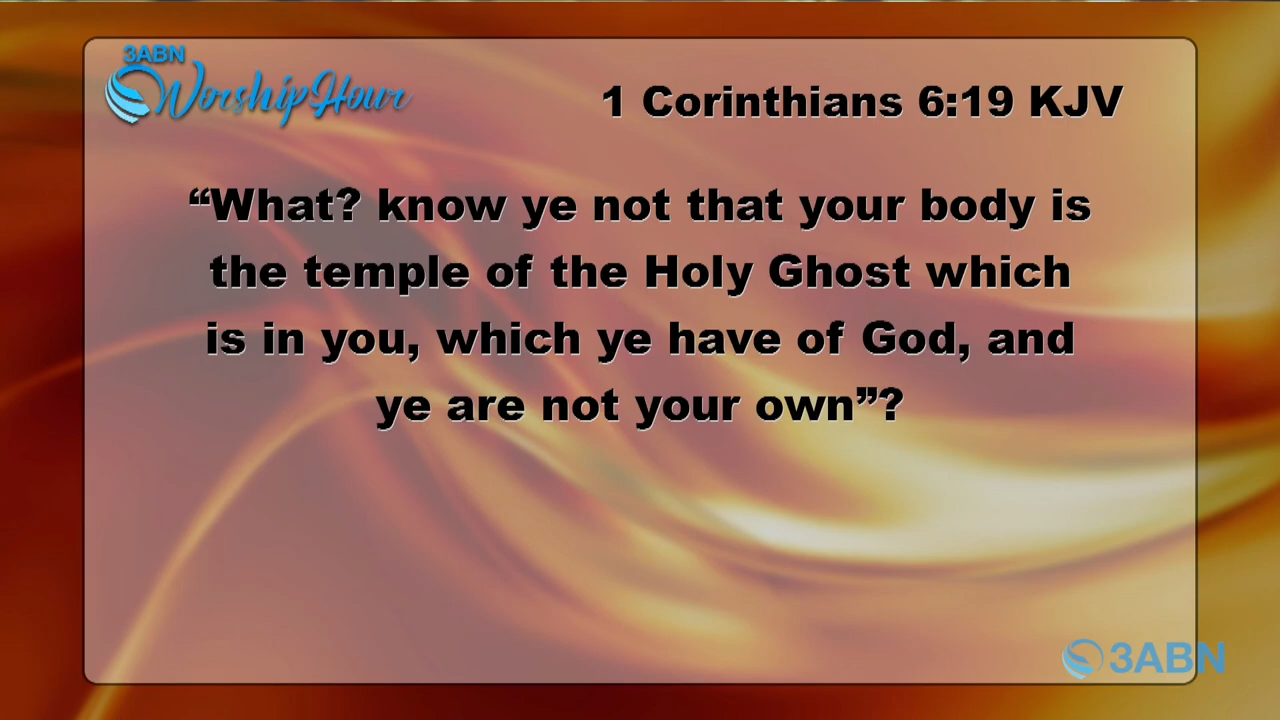 3ABN
Worship Hour
1 Corinthians 6:19 KJV
“What? know ye not that your body is
the temple of the Holy Ghost which
is in you, which ye have of God, and
ye are not your own”?
3ABN